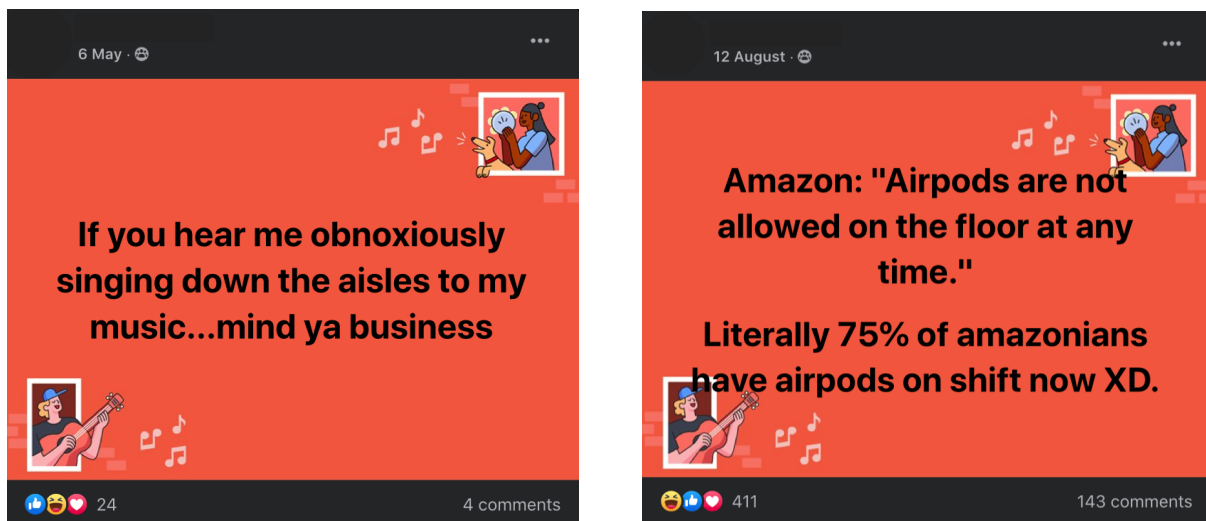 6 May ·
If you hear me obnoxiously
singing down the aisles to my
music...mind ya business
24
4 comments
12 August ·
Amazon: "Airpods are not
allowed on the floor at any
time."
Literally 75% of amazonians
have airpods on shift now XD.
411
143 comments